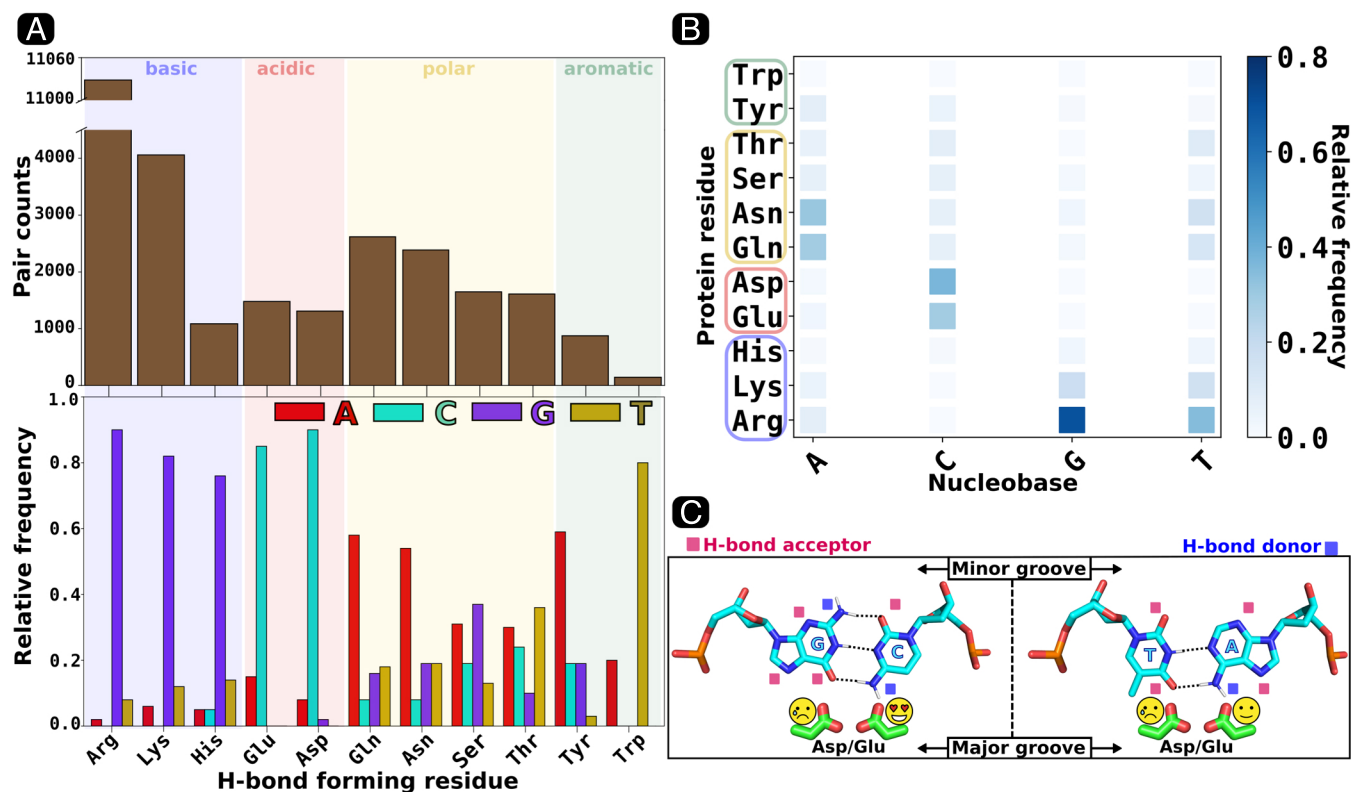 A
11060
11000
4000
3000
2000
1000
0
Pair counts
basic
acidic
polar
aromatic
1.0
0.8
0.6
0.4
0.2
0.0
Relative frequency
A
C
G
T
Arg
Lys
His
Glu
Asp
Gln
Asn
Ser
Thr
Tyr
Trp
H-bond forming residue
B
Protein residue
Trp
Tyr
Thr
Ser
Asn
Gln
Asp
Glu
His
Lys
Arg
A
C
G
T
Nucleobase
0.8
0.6
0.4
0.2
0.0
Relative frequency
C
H-bond acceptor
H-bond donor
Minor groove
G
C
T
A
Asp/Glu
Asp/Glu
Major groove